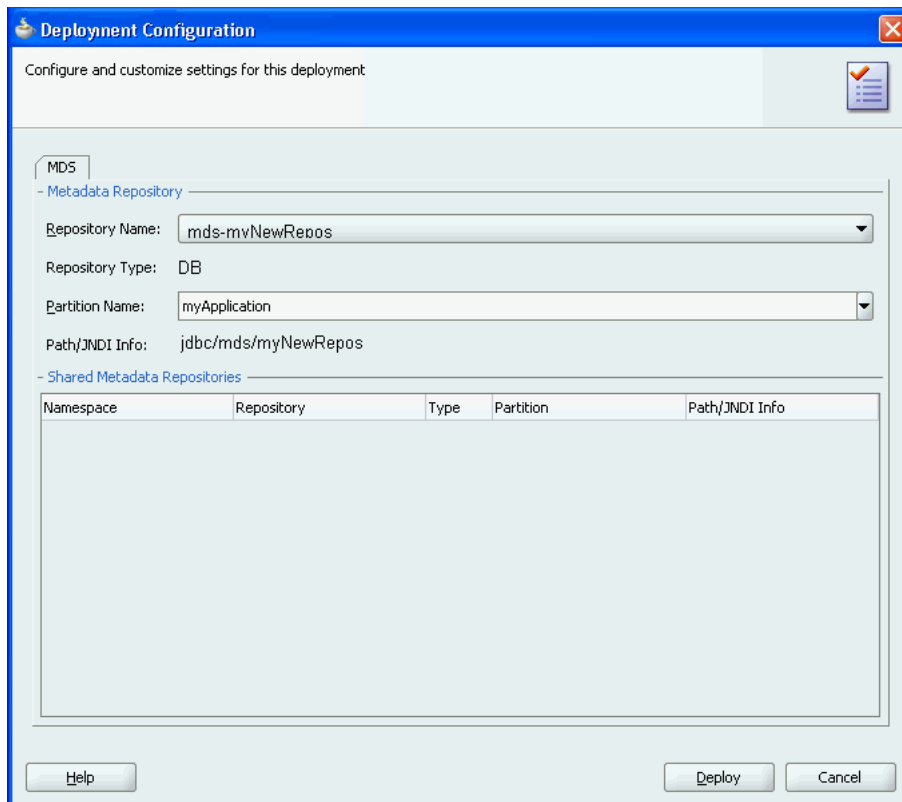 Deployment Configuration
Configure and customize settings for this deployment
MDS
Metadata Repository
Repository Name: mds-myNewRepos
Repository Type: DB
Partition Name: myApplication
Path/JNDI Info: jdbc/mds/myNewRepos
Shared Metadata Repositories
Namespace Repository Type Partition Path/JNDI Info
Help Deploy Cancel